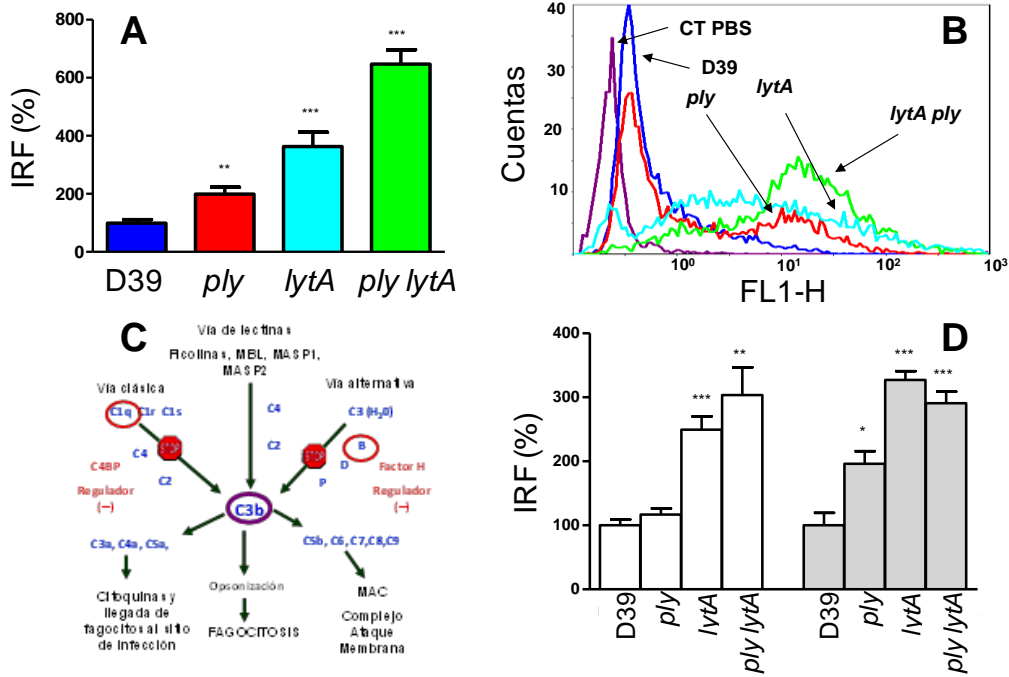 A
IRF (%)
800
600
400
200
0
**
***
***
D39
ply
lytA
ply lytA
B
Cuentas
40
30
20
10
CT PBS
D39
ply
lytA
lytA ply
10⁰
10¹
10²
10³
FL1-H
C
Vía de lectinas
Ficolinas, MBL, MASP1,
MASP2
Vía clásica
C1q C1r C1s
STOP
C4
C2
C4BP
Regulador
(–)
C4
C2
Vía alternativa
C3 (H₂0)
STOP
B
D
P
Factor H
Regulador
(–)
C3b
C3a, C4a, C5a,
C5b, C6, C7,C8,C9
Citoquinas y
llegada de
fagocitos al sitio
de infección
Opsonización
FAGOCITOSIS
MAC
Complejo
Ataque
Membrana
D
IRF (%)
400
300
200
100
0
***
**
*
***
***
D39
ply
lytA
ply lytA
D39
ply
lytA
ply lytA